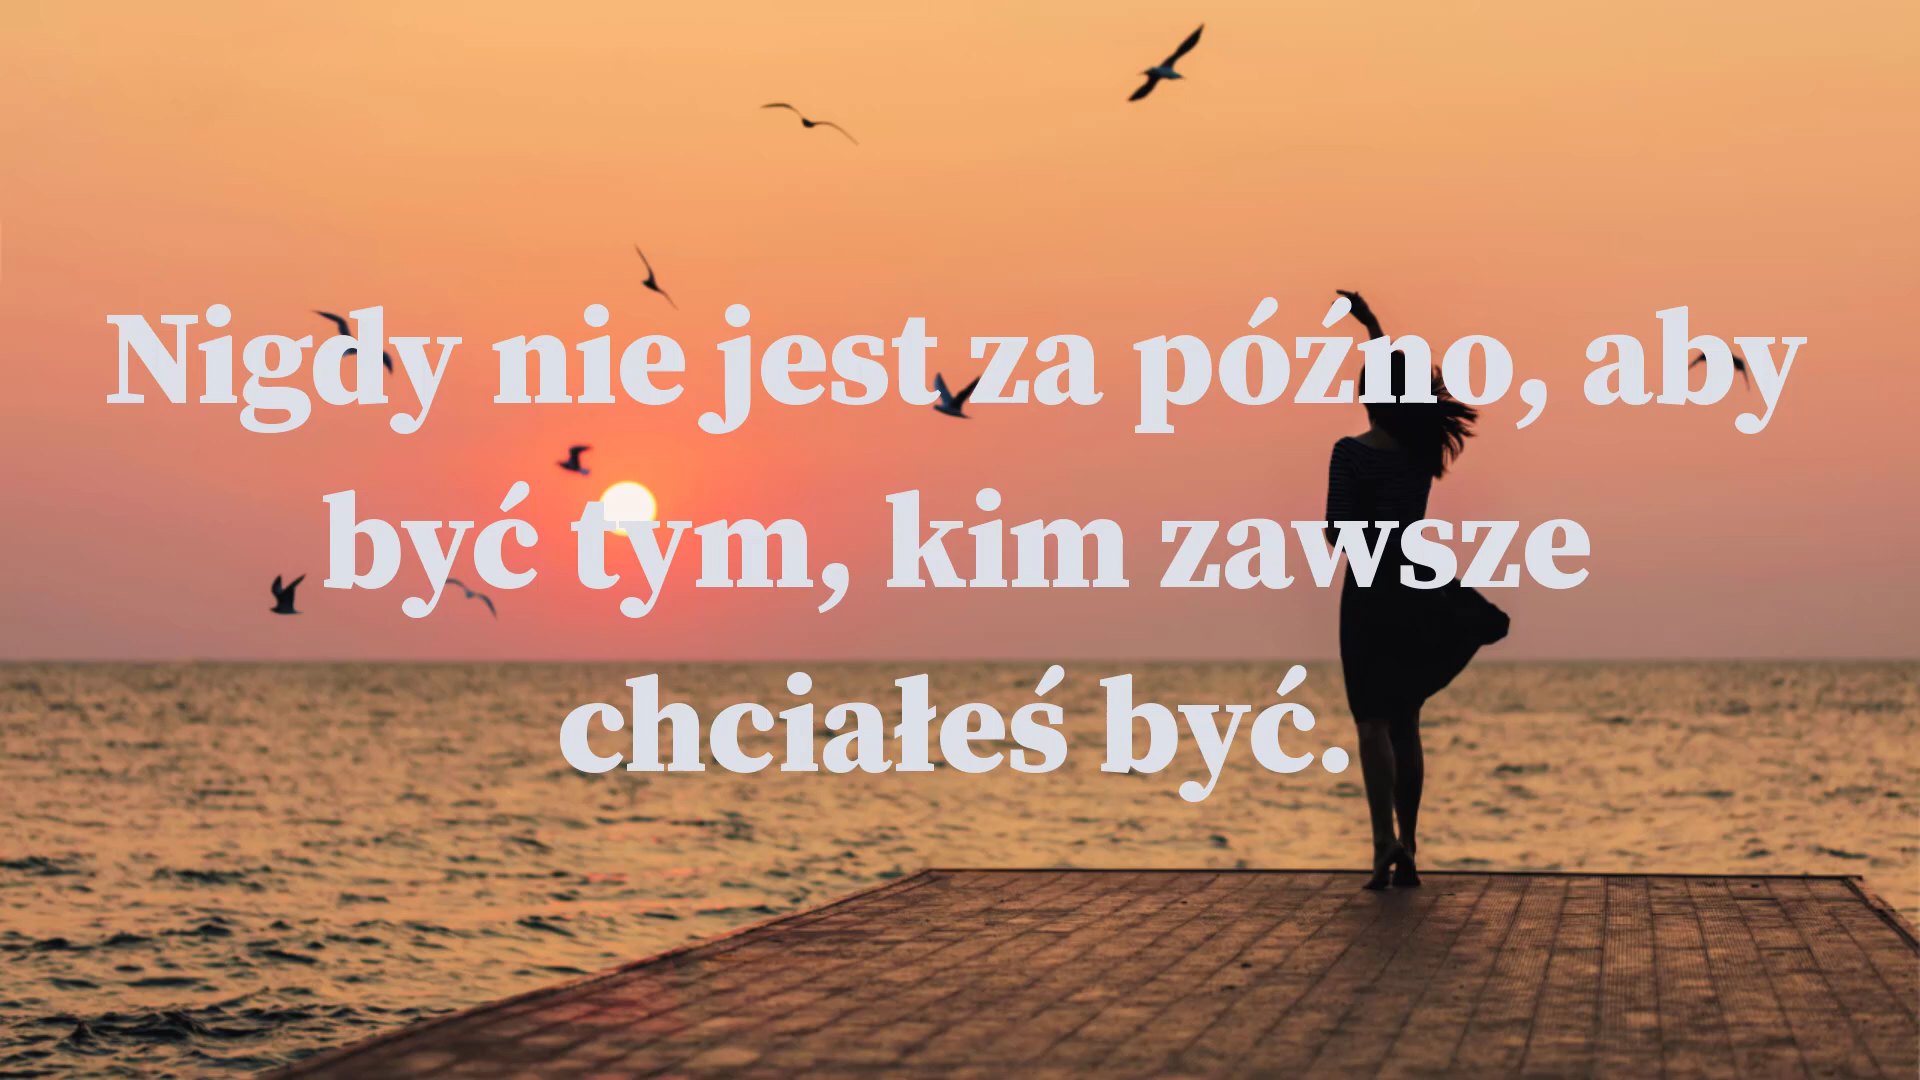 Nigdy nie jest za późno, aby
być tym, kim zawsze
chciałeś być.